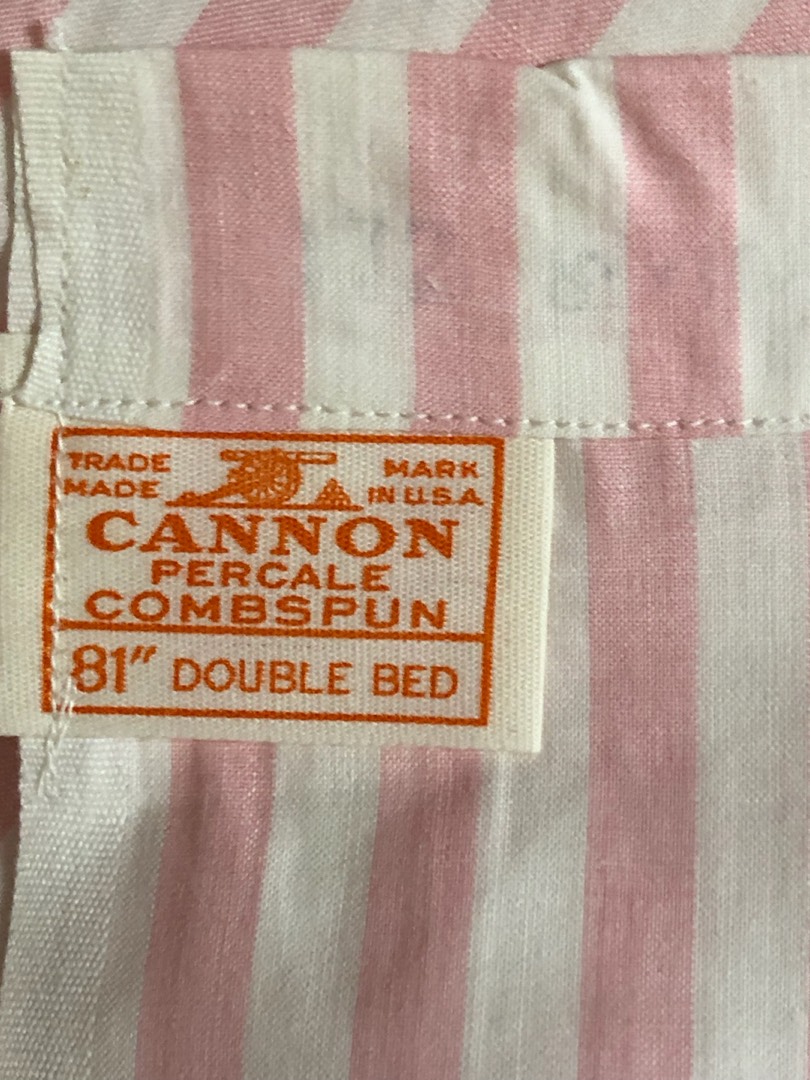 TRADE MARK
MADE IN U.S.A
CANNON
PERCALE
COMBSPUN
81" DOUBLE BED